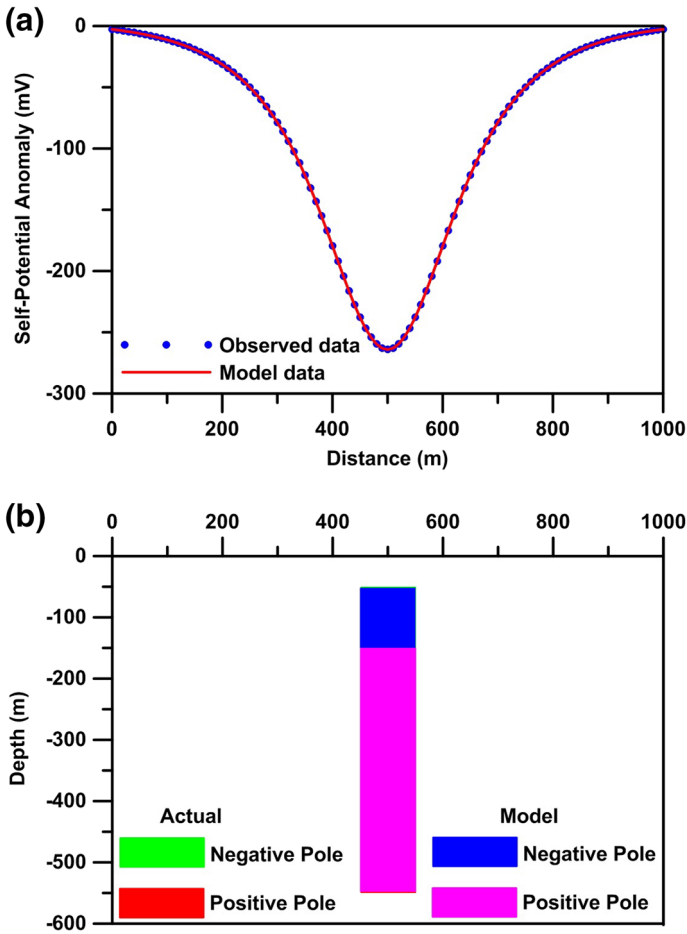 (a)
Self-Potential Anomaly (mV)
0
-100
-200
-300
Observed data
Model data
0 200 400 600 800 1000
Distance (m)
(b)
0 200 400 600 800 1000
Depth (m)
0
-100
-200
-300
-400
-500
-600
Actual
Negative Pole
Positive Pole
Model
Negative Pole
Positive Pole